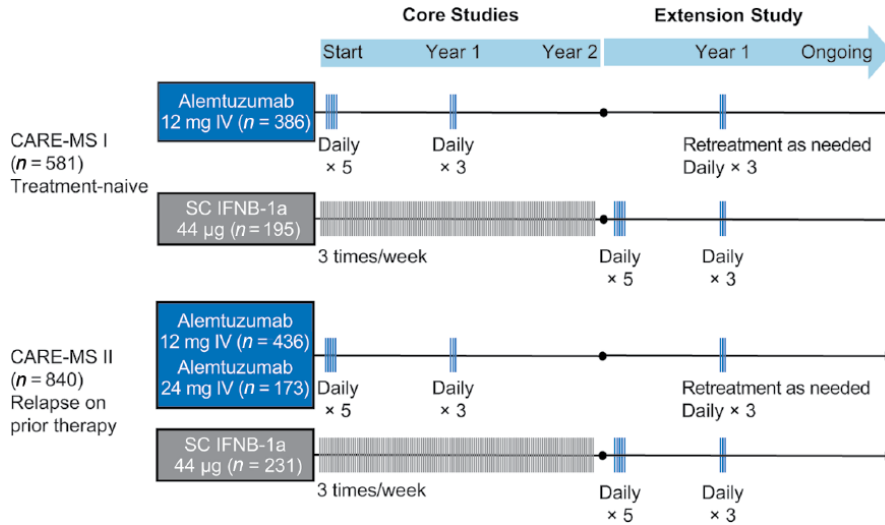 Core Studies
Extension Study
Start
Year 1
Year 2
Year 1
Ongoing
CARE-MS I
(n = 581)
Treatment-naive
Alemtuzumab
12 mg IV (n = 386)
Daily
× 5
Daily
× 3
Retreatment as needed
Daily × 3
SC IFNB-1a
44 µg (n = 195)
3 times/week
Daily
× 5
Daily
× 3
CARE-MS II
(n = 840)
Relapse on
prior therapy
Alemtuzumab
12 mg IV (n = 436)
Alemtuzumab
24 mg IV (n = 173)
Daily
× 5
Daily
× 3
Retreatment as needed
Daily × 3
SC IFNB-1a
44 µg (n = 231)
3 times/week
Daily
× 5
Daily
× 3